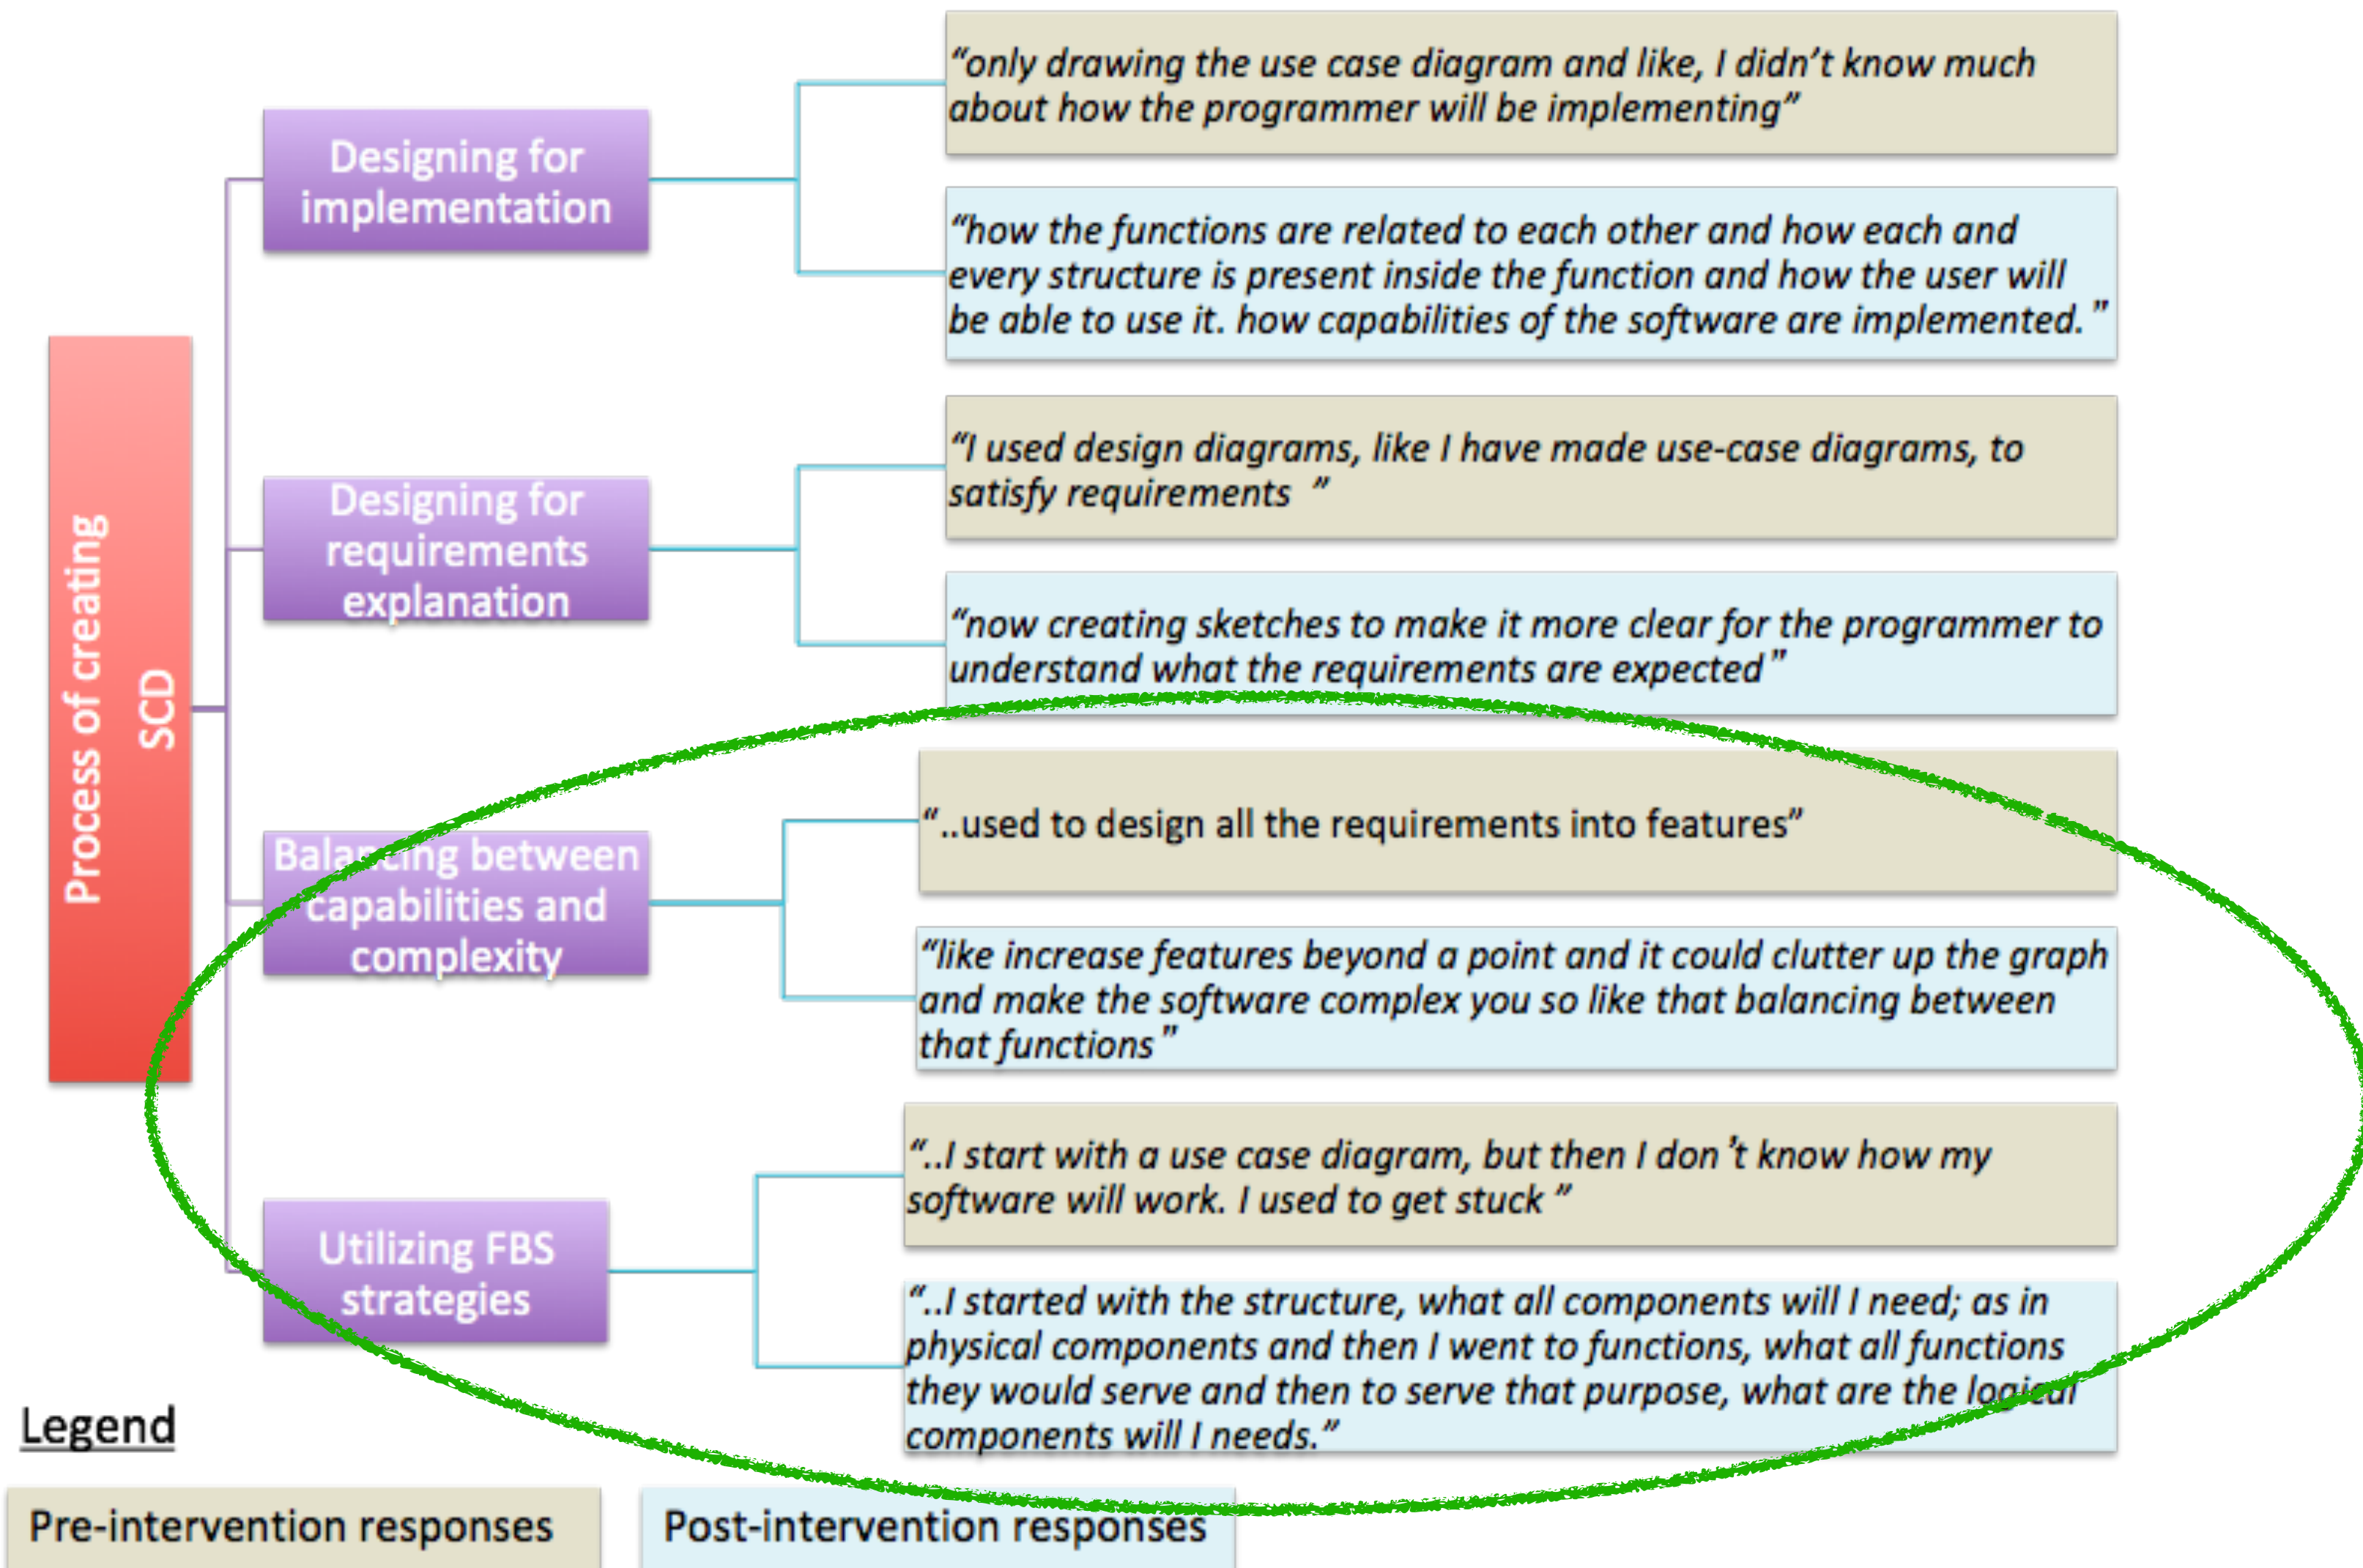 Process of creating
SCD
Designing for
implementation
“only drawing the use case diagram and like, I didn’t know much
about how the programmer will be implementing”
“how the functions are related to each other and how each and
every structure is present inside the function and how the user will
be able to use it. how capabilities of the software are implemented. "
Designing for
requirements
explanation
“I used design diagrams, like I have made use-case diagrams, to
satisfy requirements ”
“now creating sketches to make it more clear for the programmer to
understand what the requirements are expected"
Balancing between
capabilities and
complexity
“..used to design all the requirements into features”
“like increase features beyond a point and it could clutter up the graph
and make the software complex you so like that balancing between
that functions"
Utilizing FBS
strategies
“..I start with a use case diagram, but then I don't know how my
software will work. I used to get stuck ”
“..I started with the structure, what all components will I need; as in
physical components and then I went to functions, what all functions
they would serve and then to serve that purpose, what are the logical
components will I needs.”
Legend
Pre-intervention responses
Post-intervention responses